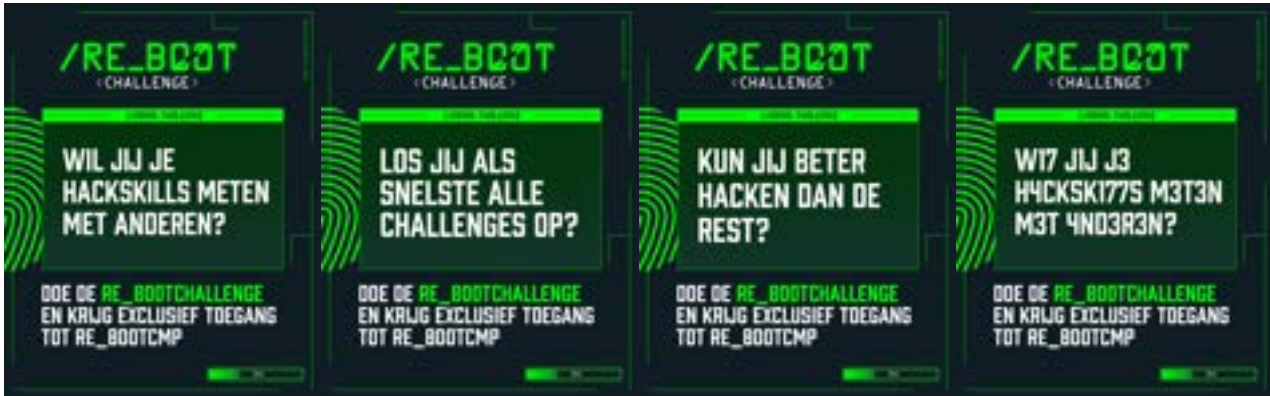 /RE_BOOT
<CHALLENGE>
WIL JIJ JE
HACKSKILLS METEN
MET ANDEREN?
DOE DE RE_BOOTCHALLENGE
EN KRIJG EXCLUSIEF TOEGANG
TOT RE_BOOTCMP
/RE_BOOT
<CHALLENGE>
LOS JIJ ALS
SNELSTE ALLE
CHALLENGES OP?
DOE DE RE_BOOTCHALLENGE
EN KRIJG EXCLUSIEF TOEGANG
TOT RE_BOOTCMP
/RE_BOOT
<CHALLENGE>
KUN JIJ BETER
HACKEN DAN DE
REST?
DOE DE RE_BOOTCHALLENGE
EN KRIJG EXCLUSIEF TOEGANG
TOT RE_BOOTCMP
/RE_BOOT
<CHALLENGE>
W17 J1J J3
H4CKSK177S M3T3N
M3T 4ND3R3N?
DOE DE RE_BOOTCHALLENGE
EN KRIJG EXCLUSIEF TOEGANG
TOT RE_BOOTCMP